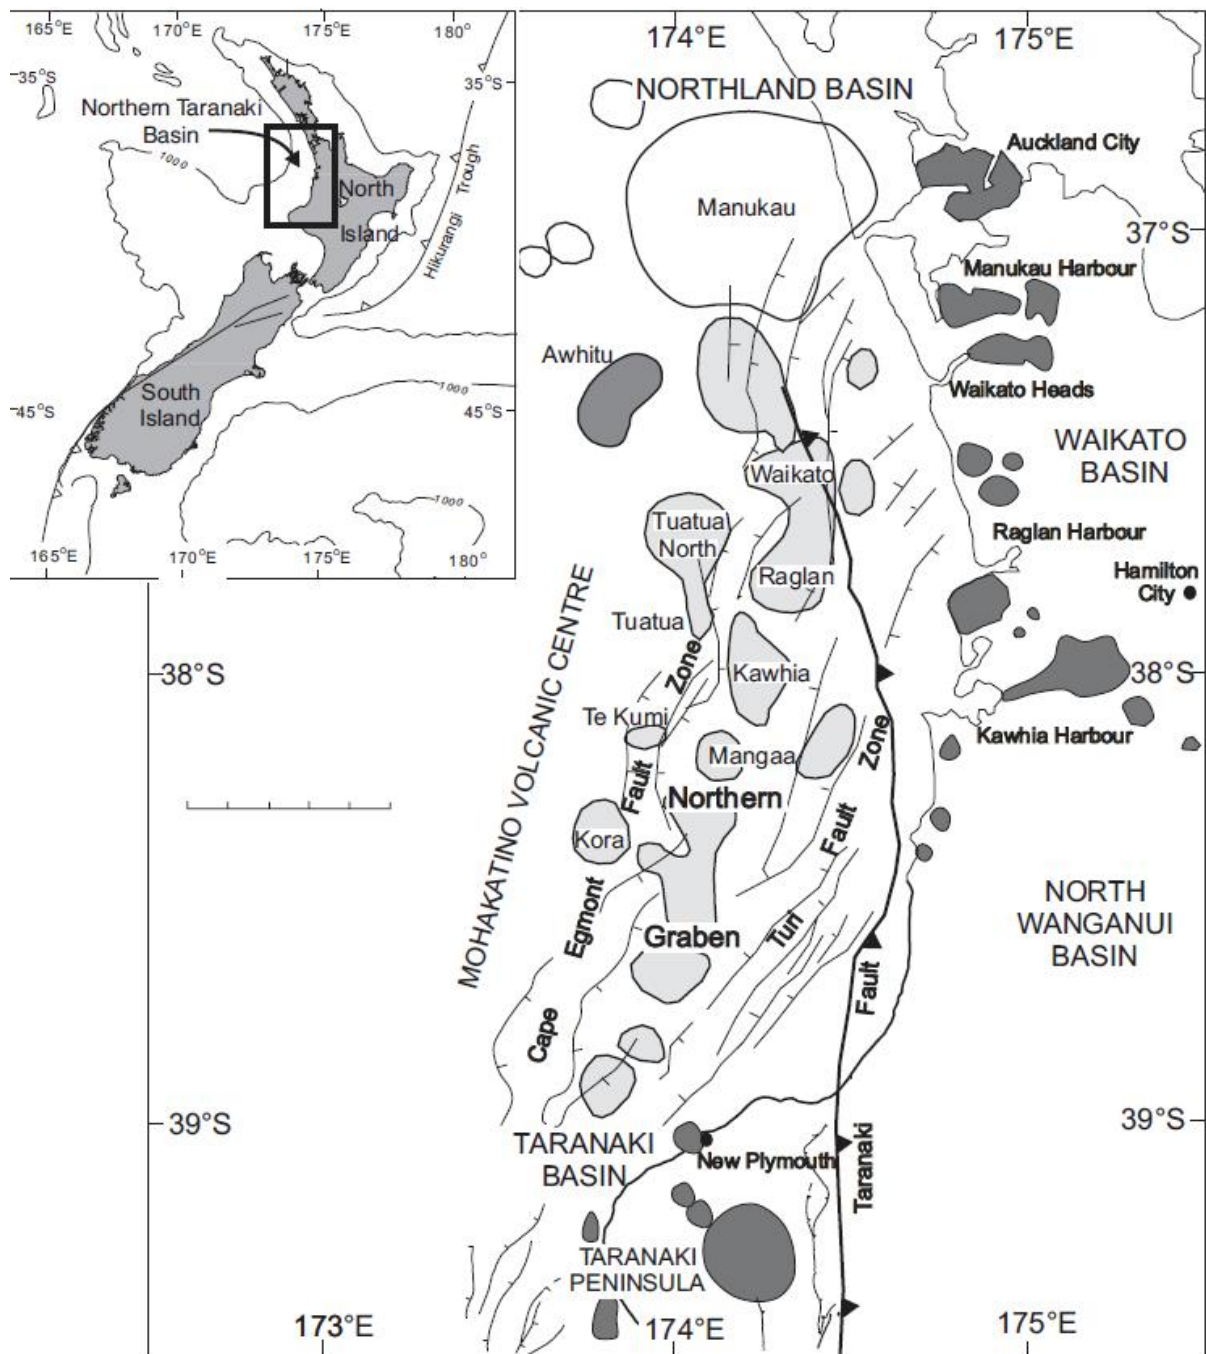 165°E
170°E
175°E
180°
35°S
35°S
Northern Taranaki
Basin
1000
North
Island
Hikurangi Trough
1000
South
Island
45°S
45°S
1000
165°E
170°E
175°E
180°
174°E
175°E
NORTHLAND BASIN
Auckland City
Manukau
37°S
Manukau Harbour
Awhitu
Waikato Heads
WAIKATO
BASIN
Waikato
Tuatua
North
Raglan Harbour
Raglan
Hamilton
City
Tuatua
MOHAKATINO VOLCANIC CENTRE
38°S
Zone
Kawhia
38°S
Te Kumi
Mangaa
Zone
Kawhia Harbour
Fault
Northern
Kora
Fault
Egmont
Graben
Turi
NORTH
WANGANUI
BASIN
Fault
Cape
39°S
39°S
TARANAKI
BASIN
New Plymouth
Taranaki
TARANAKI
PENINSULA
173°E
174°E
175°E